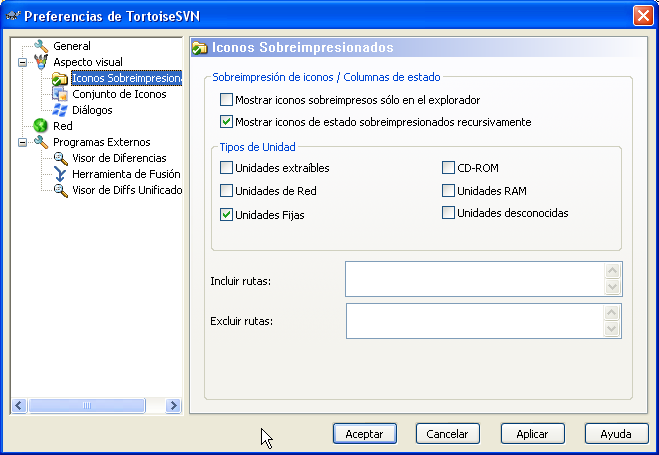 Preferencias de TortoiseSVN
General
Aspecto visual
Iconos Sobreimpresiona
Conjunto de Iconos
Diálogos
Red
Programas Externos
Visor de Diferencias
Herramienta de Fusión
Visor de Diffs Unificado
Iconos Sobreimpresionados
Sobreimpresión de iconos / Columnas de estado
Mostrar iconos sobreimpresos sólo en el explorador
Mostrar iconos de estado sobreimpresionados recursivamente
Tipos de Unidad
Unidades extraíbles
CD-ROM
Unidades de Red
Unidades RAM
Unidades Fijas
Unidades desconocidas
Incluir rutas:
Excluir rutas:
Aceptar
Cancelar
Aplicar
Ayuda